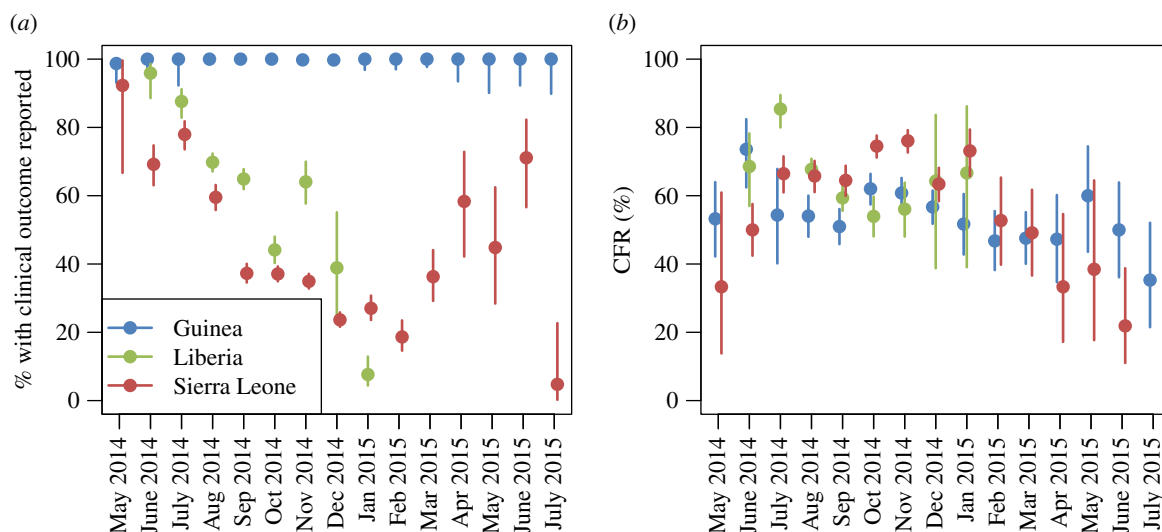 (a)
% with clinical outcome reported
100
80
60
40
20
0
Guinea
Liberia
Sierra Leone
May 2014
June 2014
July 2014
Aug 2014
Sep 2014
Oct 2014
Nov 2014
Dec 2014
Jan 2015
Feb 2015
Mar 2015
Apr 2015
May 2015
June 2015
July 2015
(b)
CFR (%)
100
80
60
40
20
0
May 2014
June 2014
July 2014
Aug 2014
Sep 2014
Oct 2014
Nov 2014
Dec 2014
Jan 2015
Feb 2015
Mar 2015
Apr 2015
May 2015
June 2015
July 2015